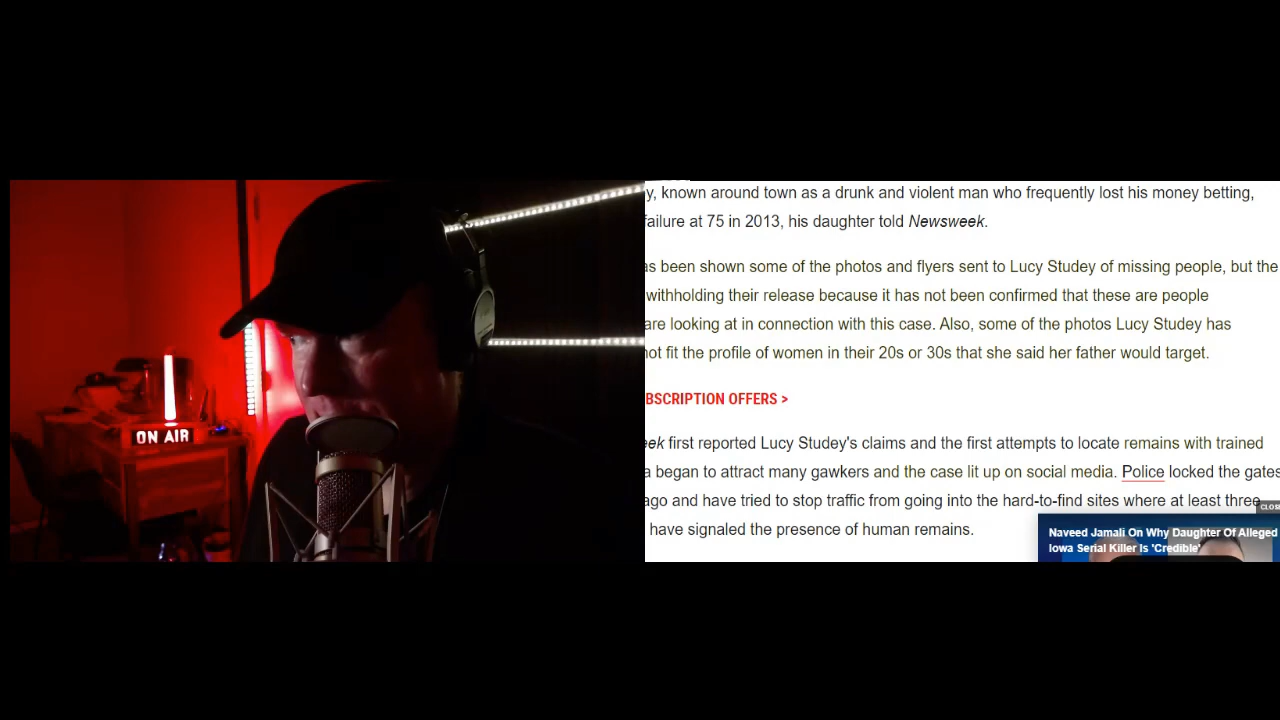 ON AIR
y, known around town as a drunk and violent man who frequently lost his money betting,
failure at 75 in 2013, his daughter told Newsweek.
as been shown some of the photos and flyers sent to Lucy Studey of missing people, but the
withholding their release because it has not been confirmed that these are people
are looking at in connection with this case. Also, some of the photos Lucy Studey has
not fit the profile of women in their 20s or 30s that she said her father would target.
BSCRIPTION OFFERS >
eek first reported Lucy Studey's claims and the first attempts to locate remains with trained
a began to attract many gawkers and the case lit up on social media. Police locked the gates
ago and have tried to stop traffic from going into the hard-to-find sites where at least three
have signaled the presence of human remains.
CLOSE
Naveed Jamali On Why Daughter Of Alleged
Iowa Serial Killer Is 'Credible'